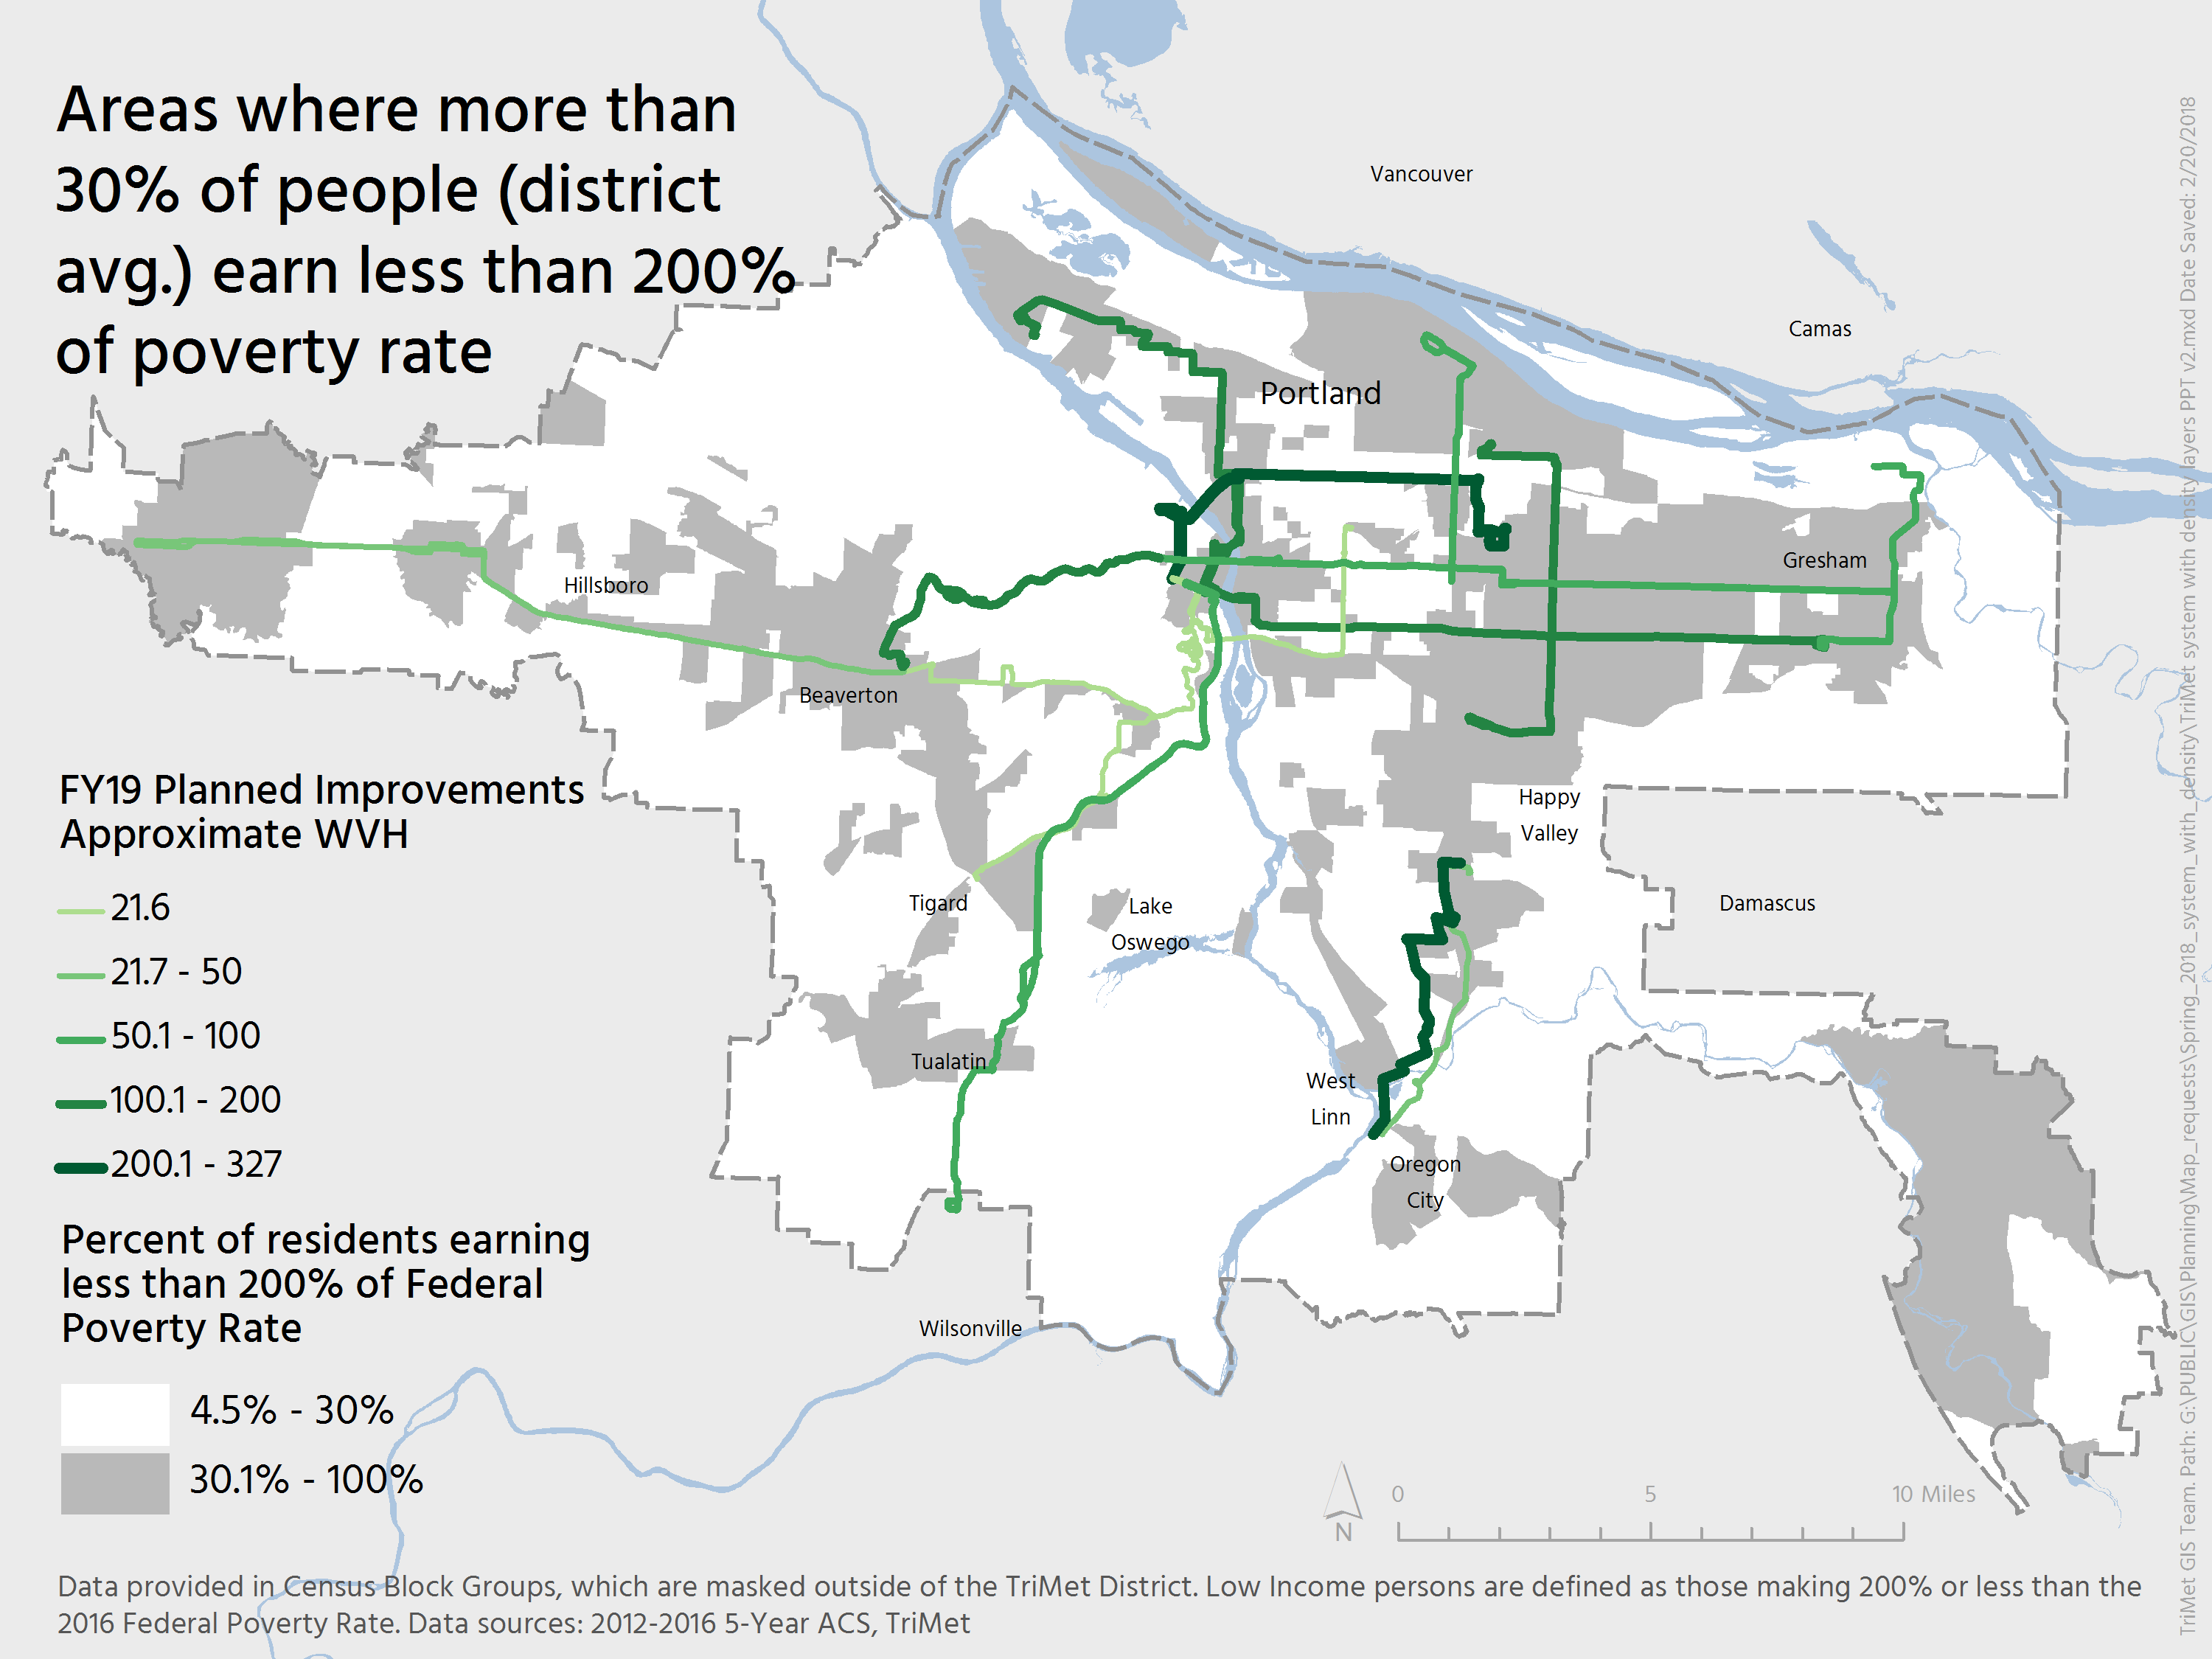 Areas where more than
30% of people (district
avg.) earn less than 200%
of poverty rate
Vancouver
Camas
Portland
Gresham
Hillsboro
Beaverton
Happy
Valley
Tigard
Lake
Oswego
Damascus
Tualatin
West
Linn
Oregon
City
Wilsonville
FY19 Planned Improvements
Approximate WVH
21.6
21.7 - 50
50.1 - 100
100.1 - 200
200.1 - 327
Percent of residents earning
less than 200% of Federal
Poverty Rate
4.5% - 30%
30.1% - 100%
N
0 5 10 Miles
Data provided in Census Block Groups, which are masked outside of the TriMet District. Low Income persons are defined as those making 200% or less than the
2016 Federal Poverty Rate. Data sources: 2012-2016 5-Year ACS, TriMet
TriMet GIS Team. Path: G:\PUBLIC\GIS\Planning\Map_requests\Spring_2018_system_with_density\TriMet system with density layers PPT v2.mxd Date Saved: 2/20/2018